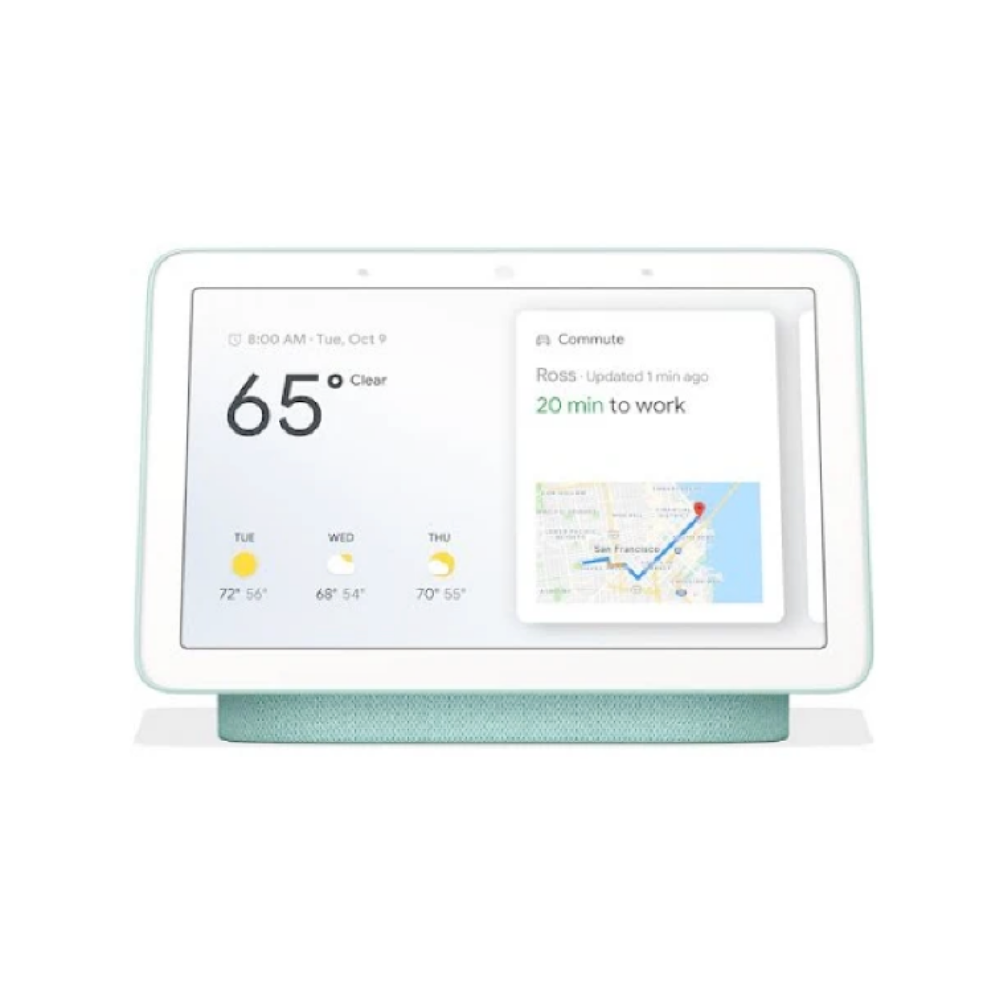 8:00 AM · Tue, Oct 9
65° Clear
TUE WED THU
72° 56° 68° 54° 70° 55°
Commute
Ross · Updated 1 min ago
20 min to work
San Francisco